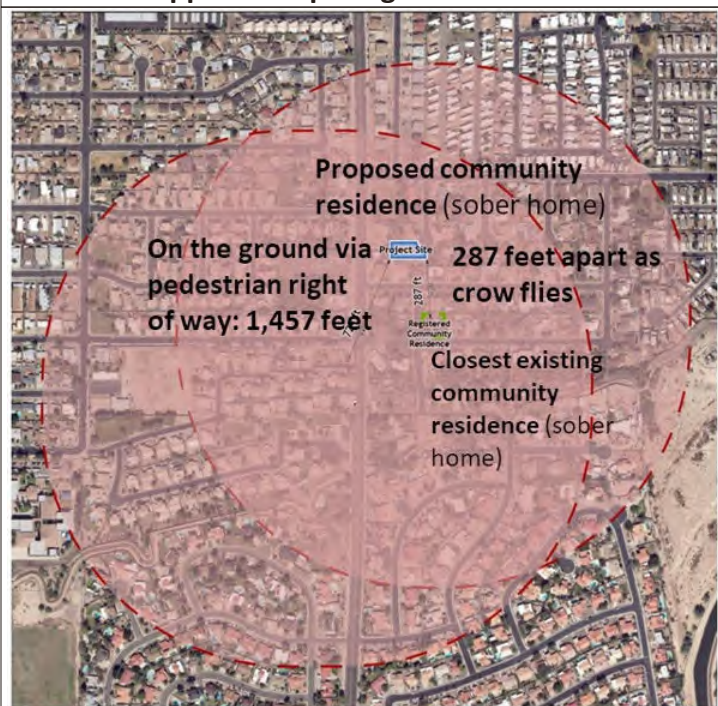 Proposed community
residence (sober home)
On the ground via
pedestrian right
of way: 1,457 feet
Project Site
287 feet apart as
crow flies
287 ft
Registered
Community
Residence
Closest existing
community
residence (sober
home)